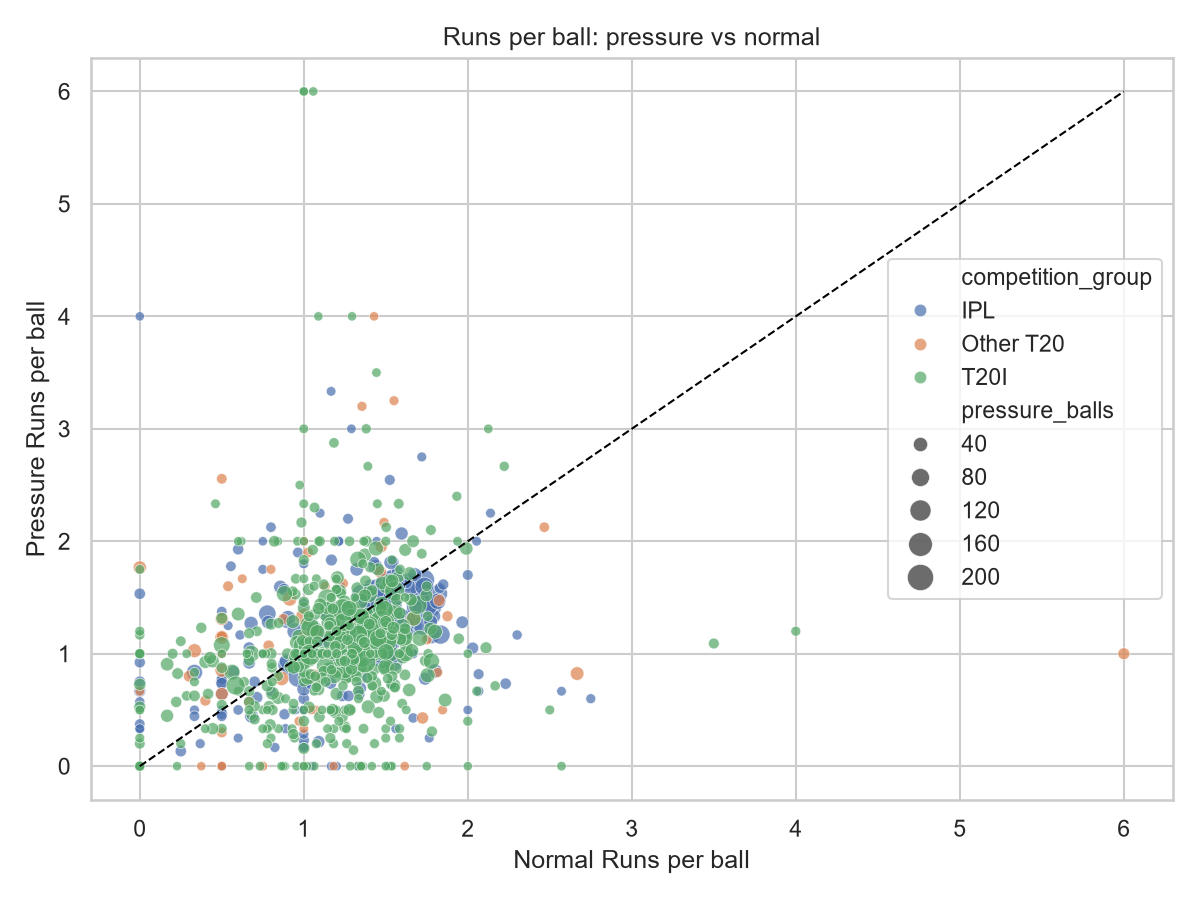 Runs per ball: pressure vs normal
Pressure Runs per ball
6
5
4
3
2
1
0
competition_group
IPL
Other T20
T20I
pressure_balls
40
80
120
160
200
0 1 2 3 4 5 6
Normal Runs per ball